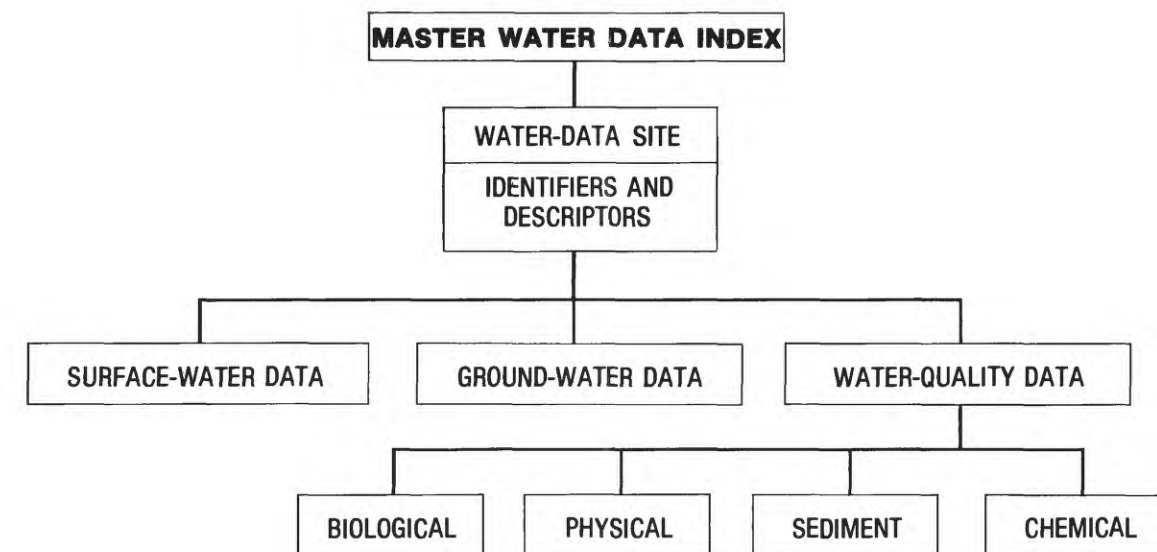 MASTER WATER DATA INDEX
WATER-DATA SITE
IDENTIFIERS AND
DESCRIPTORS
SURFACE-WATER DATA
GROUND-WATER DATA
WATER-QUALITY DATA
BIOLOGICAL
PHYSICAL
SEDIMENT
CHEMICAL